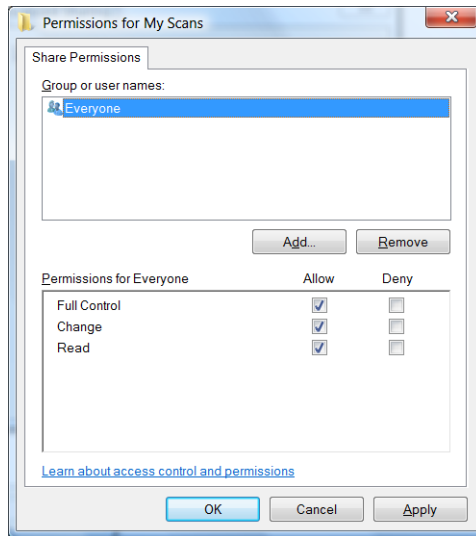 Permissions for My Scans
Share Permissions
Group or user names:
Everyone
Add... Remove
Permissions for Everyone Allow Deny
Full Control
Change
Read
Learn about access control and permissions
OK Cancel Apply